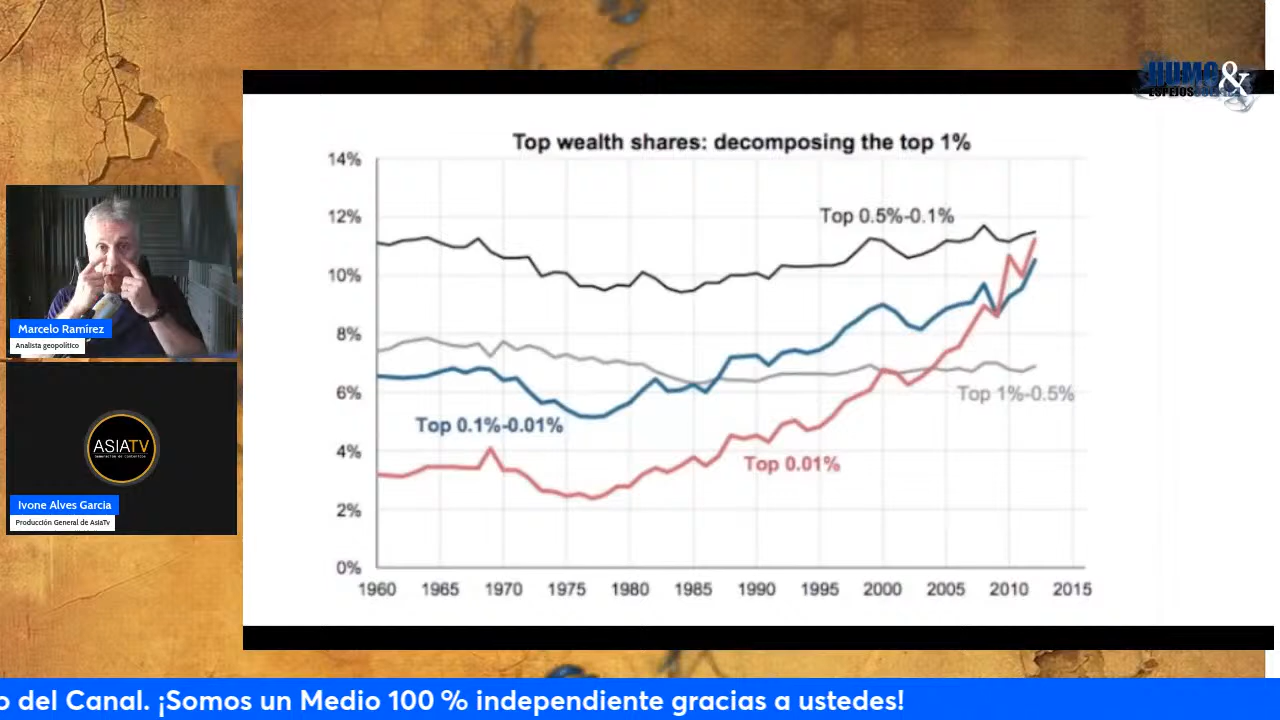 HUMO &
ESPEJOS
Top wealth shares: decomposing the top 1%
14%
12%
10%
8%
6%
4%
2%
0%
Top 0.5%-0.1%
Top 1%-0.5%
Top 0.1%-0.01%
Top 0.01%
1960 1965 1970 1975 1980 1985 1990 1995 2000 2005 2010 2015
Marcelo Ramírez
Analista geopolítico
ASIATV
Ivone Alves Garcia
Producción General de AsiaTv
o del Canal. ¡Somos un Medio 100 % independiente gracias a ustedes!